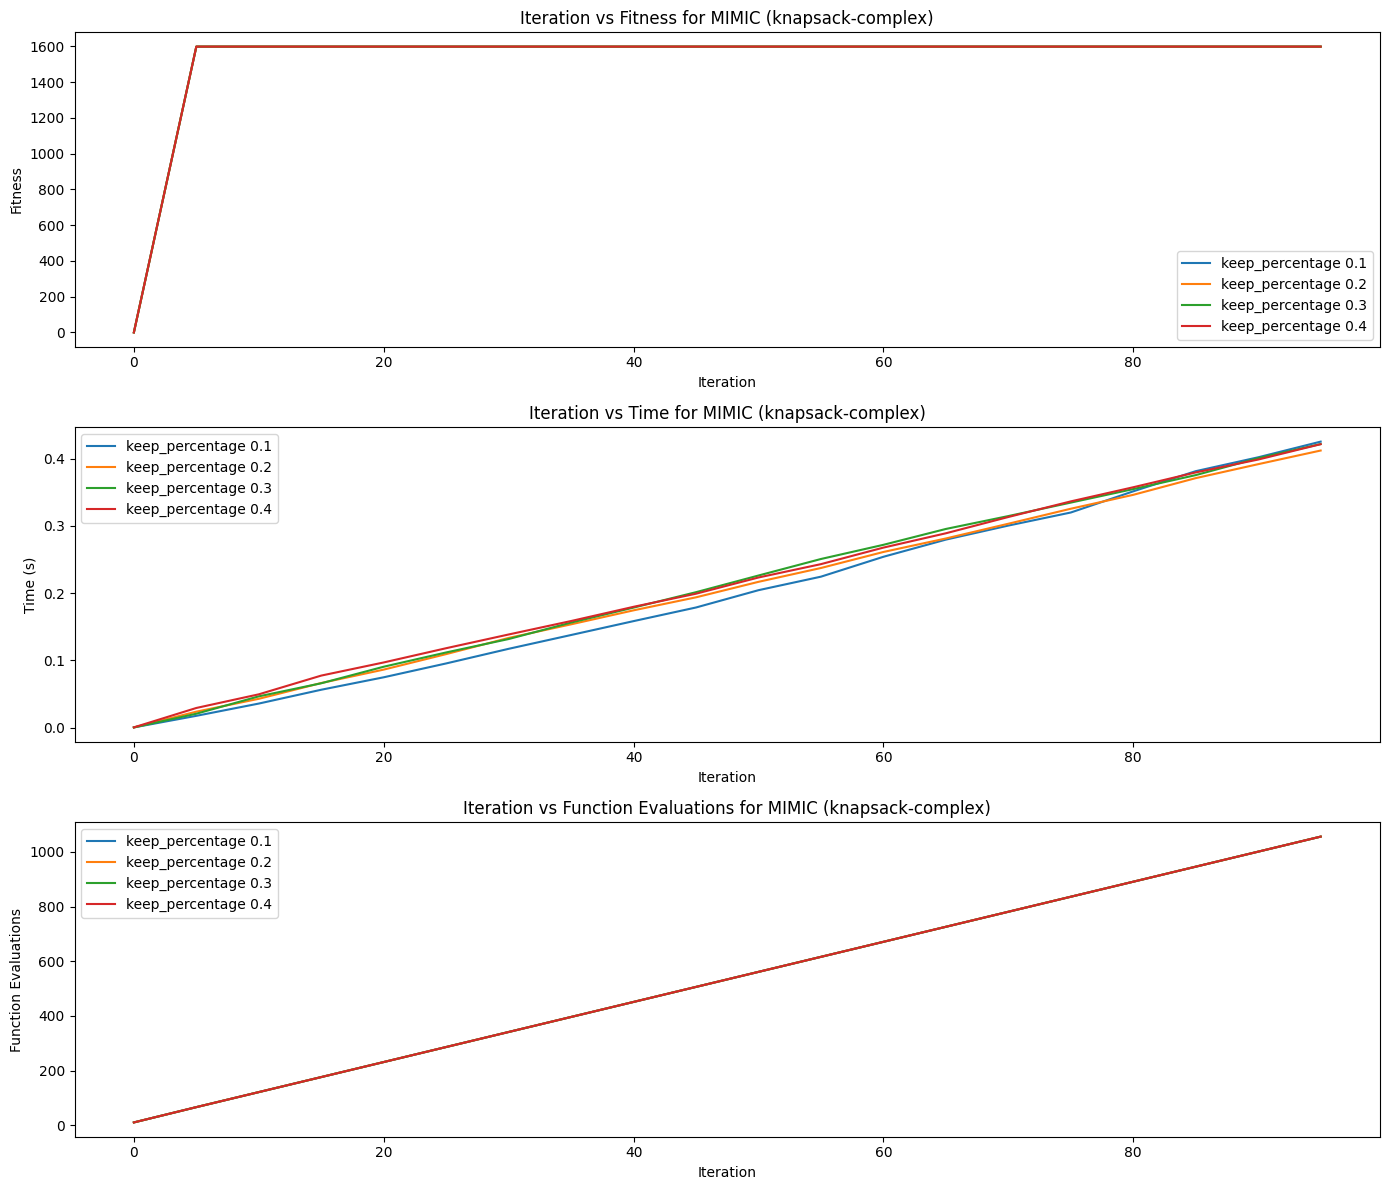 Iteration vs Fitness for MIMIC (knapsack-complex)
1600
1400
1200
1000
800
600
400
200
0
Fitness
keep_percentage 0.1
keep_percentage 0.2
keep_percentage 0.3
keep_percentage 0.4
0 20 40 60 80
Iteration
Iteration vs Time for MIMIC (knapsack-complex)
keep_percentage 0.1
keep_percentage 0.2
keep_percentage 0.3
keep_percentage 0.4
0.4
0.3
0.2
0.1
0.0
Time (s)
0 20 40 60 80
Iteration
Iteration vs Function Evaluations for MIMIC (knapsack-complex)
keep_percentage 0.1
keep_percentage 0.2
keep_percentage 0.3
keep_percentage 0.4
1000
800
600
400
200
0
Function Evaluations
0 20 40 60 80
Iteration